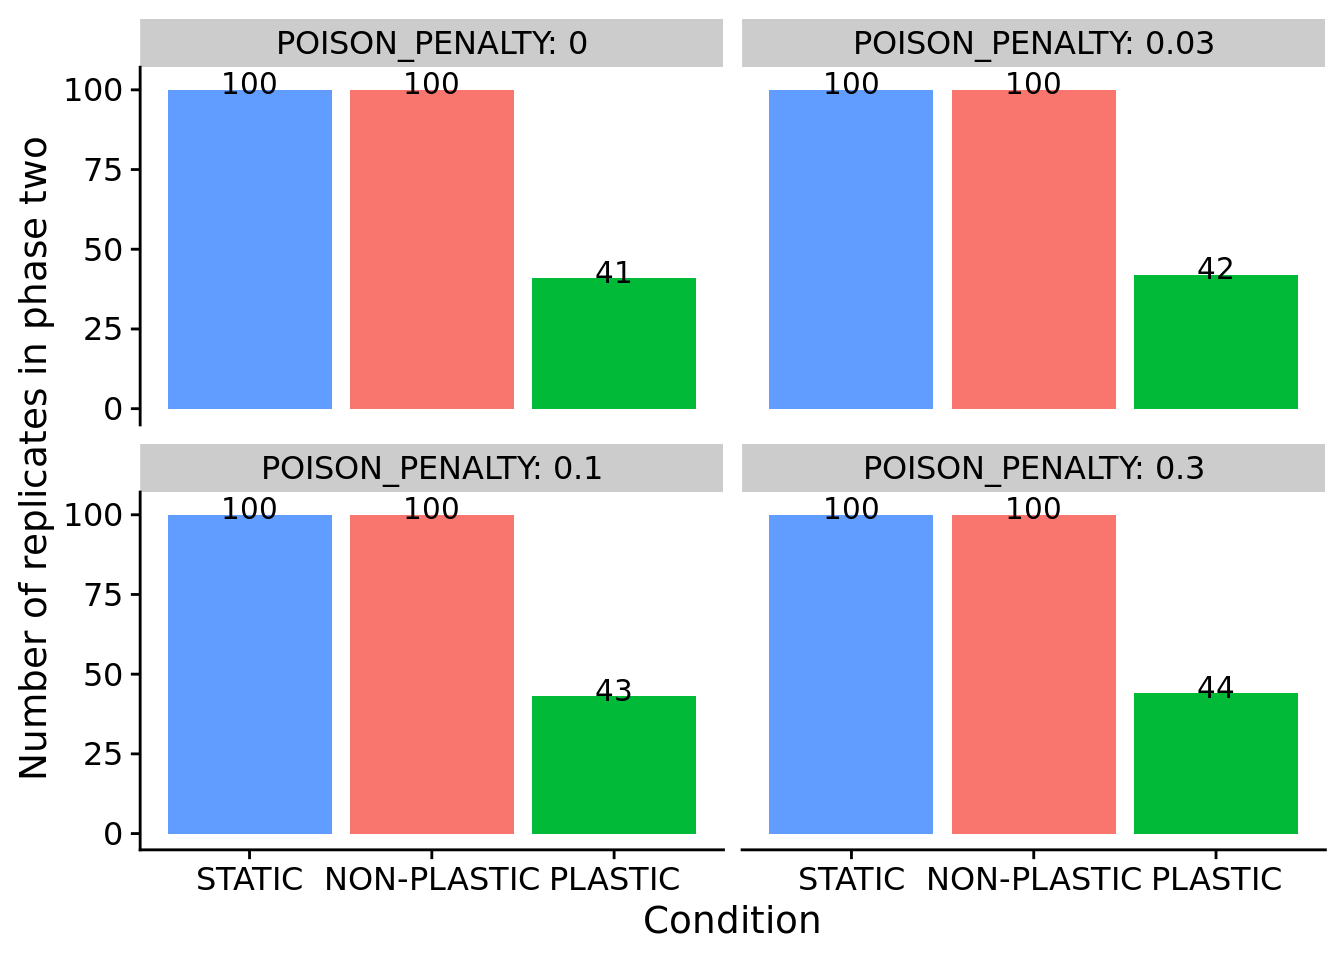 POISON_PENALTY: 0
POISON_PENALTY: 0.03
100
100
41
100
100
42
100
75
50
25
0
POISON_PENALTY: 0.1
POISON_PENALTY: 0.3
100
100
43
100
100
44
100
75
50
25
0
STATIC
NON-PLASTIC
PLASTIC
STATIC
NON-PLASTIC
PLASTIC
Condition
Number of replicates in phase two